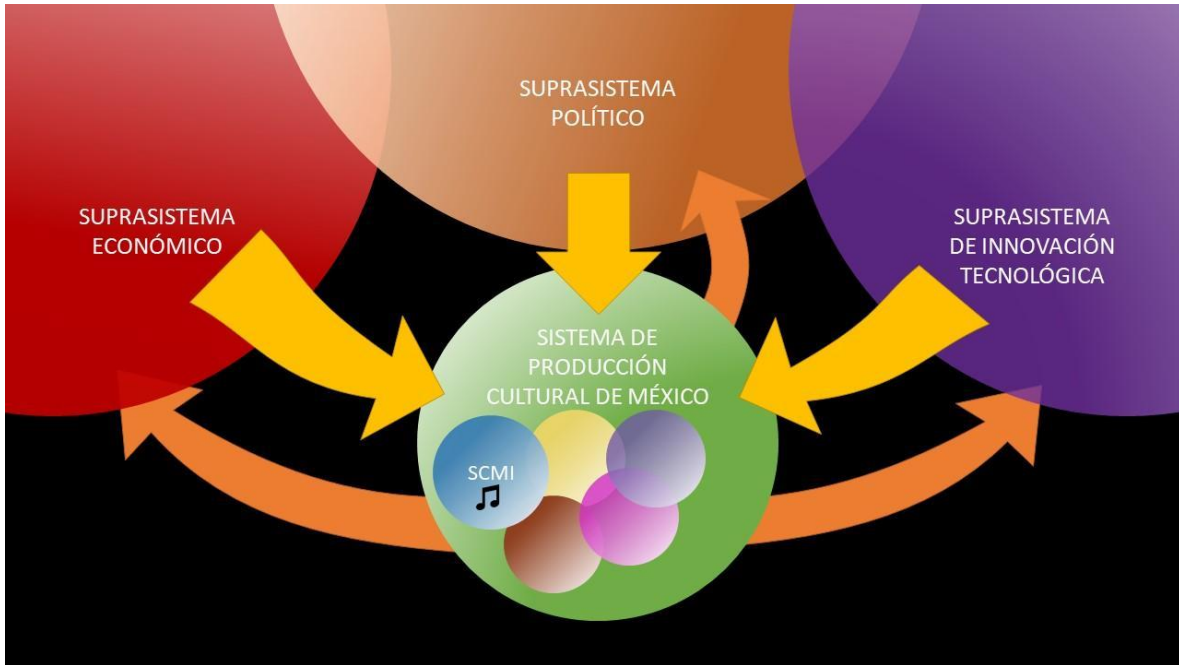 SUPRASISTEMA
POLÍTICO
SUPRASISTEMA
ECONÓMICO
SUPRASISTEMA
DE INNOVACIÓN
TECNOLÓGICA
SISTEMA DE
PRODUCCIÓN
CULTURAL DE MÉXICO
SCMI